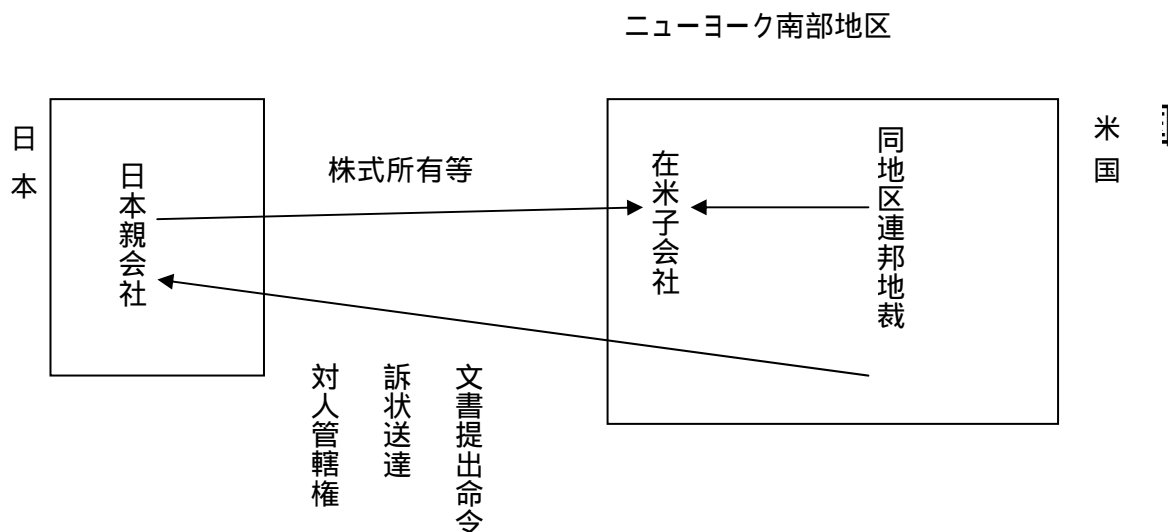 ニューヨーク南部地区
日本
日本親会社
株式所有等
在米子会社
同地区連邦地裁
米国
対人管轄権
訴状送達
文書提出命令